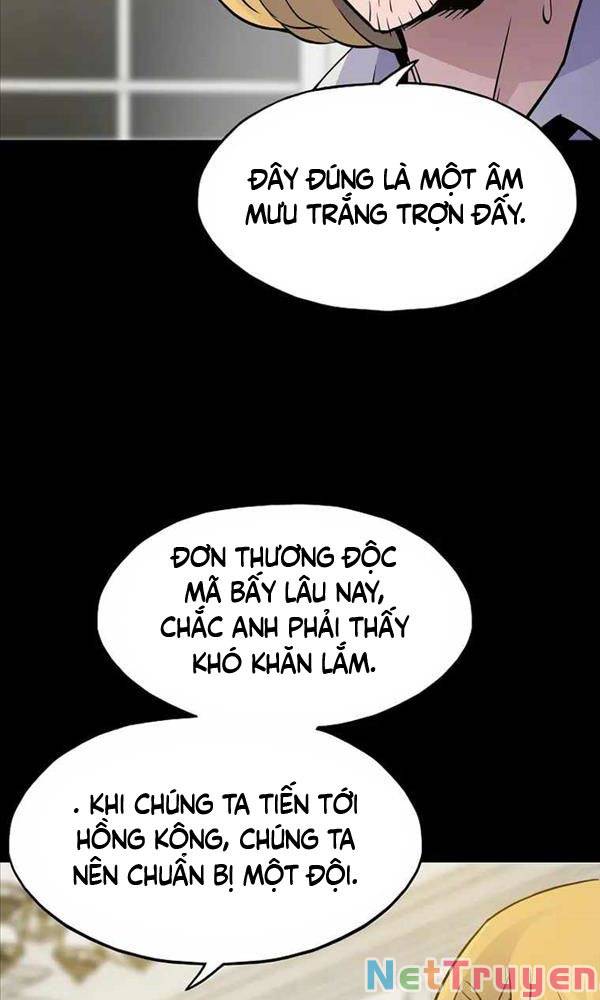 ĐÂY ĐÚNG LÀ MỘT ÂM
MƯU TRẮNG TRỢN ĐẤY.
ĐƠN THƯƠNG ĐỘC
MÃ BẤY LÂU NAY,
CHẮC ANH PHẢI THẤY
KHÓ KHĂN LẮM.
. KHI CHÚNG TA TIẾN TỚI
HỒNG KÔNG, CHÚNG TA
NÊN CHUẨN BỊ MỘT ĐỘI.
NetTruyen